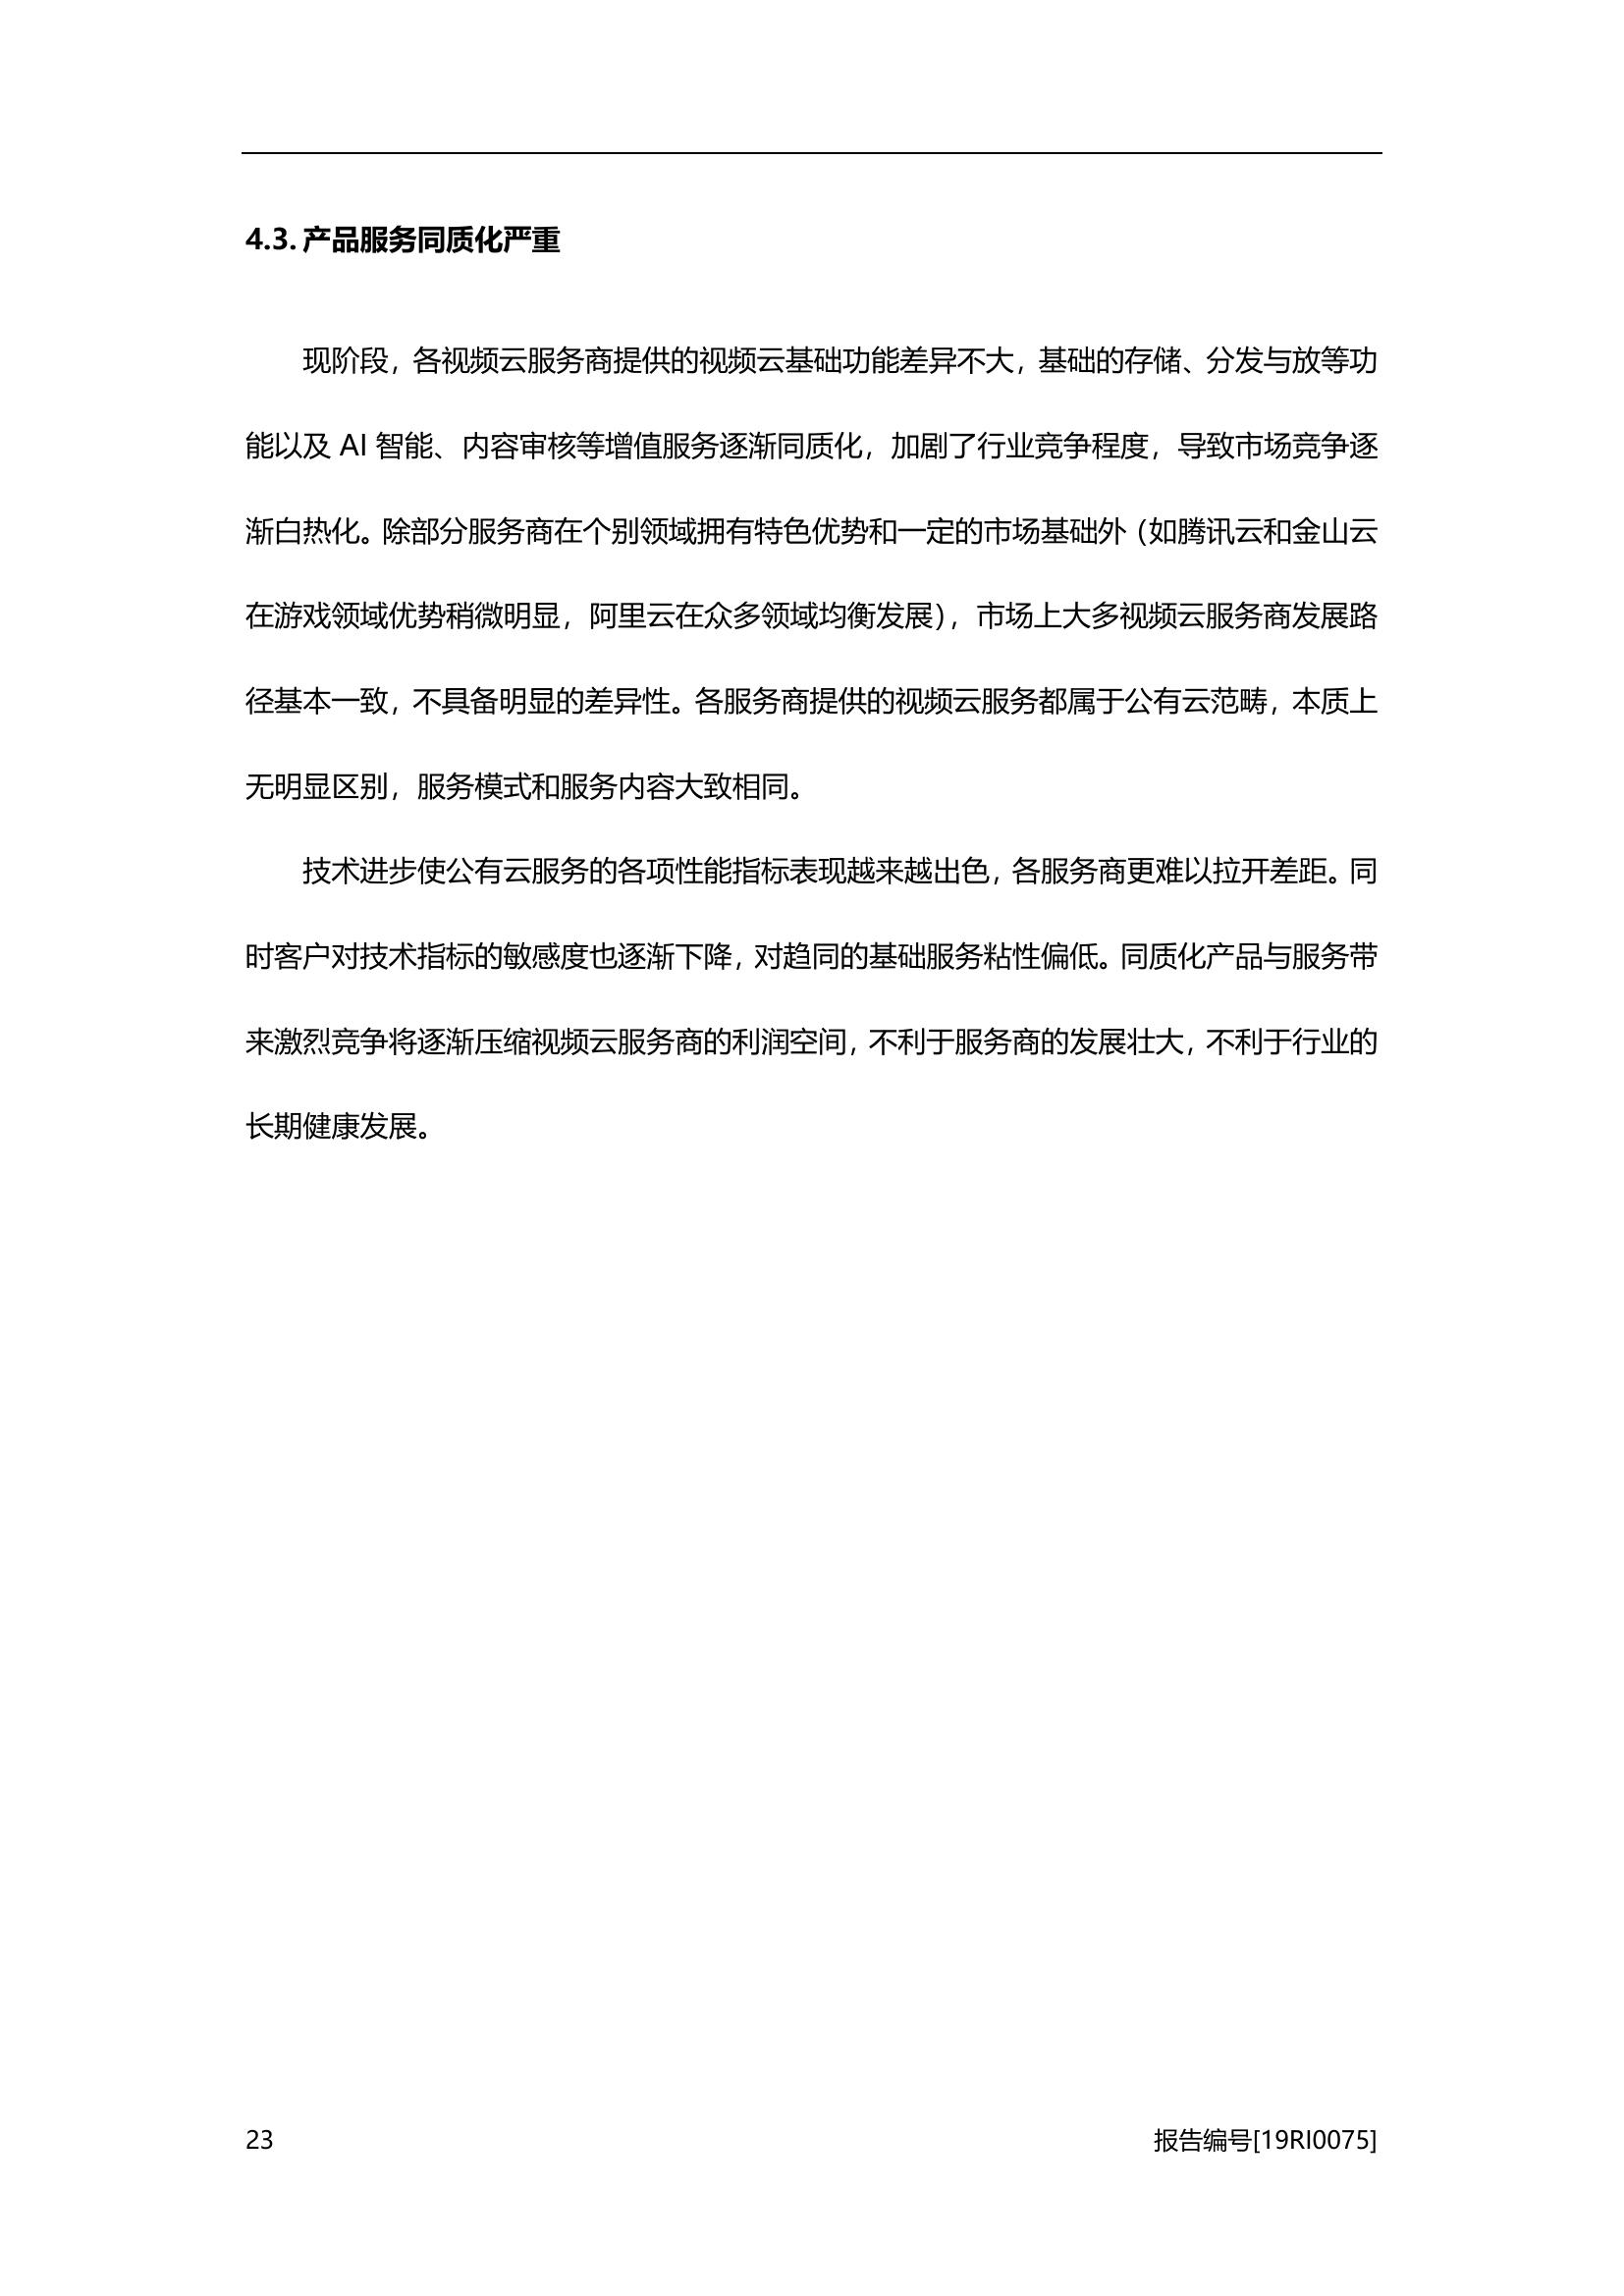 4.3. 产品服务同质化严重
现阶段，各视频云服务商提供的视频云基础功能差异不大，基础的存储、分发与放等功
能以及 AI 智能、内容审核等增值服务逐渐同质化，加剧了行业竞争程度，导致市场竞争逐
渐白热化。除部分服务商在个别领域拥有特色优势和一定的市场基础外（如腾讯云和金山云
在游戏领域优势稍微明显，阿里云在众多领域均衡发展），市场上大多视频云服务商发展路
径基本一致，不具备明显的差异性。各服务商提供的视频云服务都属于公有云范畴，本质上
无明显区别，服务模式和服务内容大致相同。
技术进步使公有云服务的各项性能指标表现越来越出色，各服务商更难以拉开差距。同
时客户对技术指标的敏感度也逐渐下降，对趋同的基础服务粘性偏低。同质化产品与服务带
来激烈竞争将逐渐压缩视频云服务商的利润空间，不利于服务商的发展壮大，不利于行业的
长期健康发展。
23
报告编号[19RI0075]